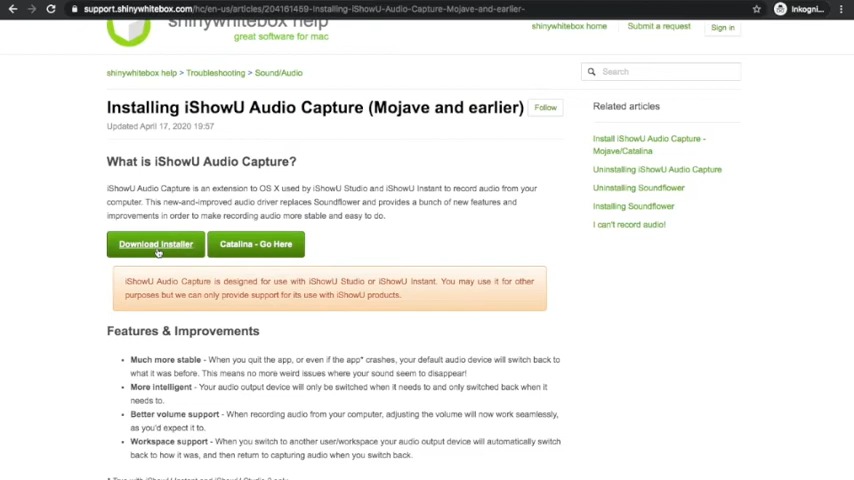 support.shinywhitebox.com/hc/en-us/articles/204161459-Installing-iShowU-Audio-Capture-Mojave-and-earlier-
Inkogni...
shinywhitebox help
great software for mac
shinywhitebox home
Submit a request
Sign in
shinywhitebox help > Troubleshooting > Sound/Audio
Search
Installing iShowU Audio Capture (Mojave and earlier)
Follow
Updated April 17, 2020 19:57
What is iShowU Audio Capture?
iShowU Audio Capture is an extension to OS X used by iShowU Studio and iShowU Instant to record audio from your
computer. This new-and-improved audio driver replaces Soundflower and provides a bunch of new features and
improvements in order to make recording audio more stable and easy to do.
Download Installer
Catalina - Go Here
iShowU Audio Capture is designed for use with iShowU Studio or iShowU Instant. You may use it for other
purposes but we can only provide support for its use with iShowU products.
Features & Improvements
• Much more stable - When you quit the app, or even if the app* crashes, your default audio device will switch back to
what it was before. This means no more weird issues where your sound seem to disappear!
• More intelligent - Your audio output device will only be switched when it needs to and only switched back when it
needs to.
• Better volume support - When recording audio from your computer, adjusting the volume will now work seamlessly,
as you'd expect it to.
• Workspace support - When you switch to another user/workspace your audio output device will automatically switch
back to how it was, and then return to capturing audio when you switch back.
Related articles
Install iShowU Audio Capture -
Mojave/Catalina
Uninstalling iShowU Audio Capture
Uninstalling Soundflower
Installing Soundflower
I can't record audio!